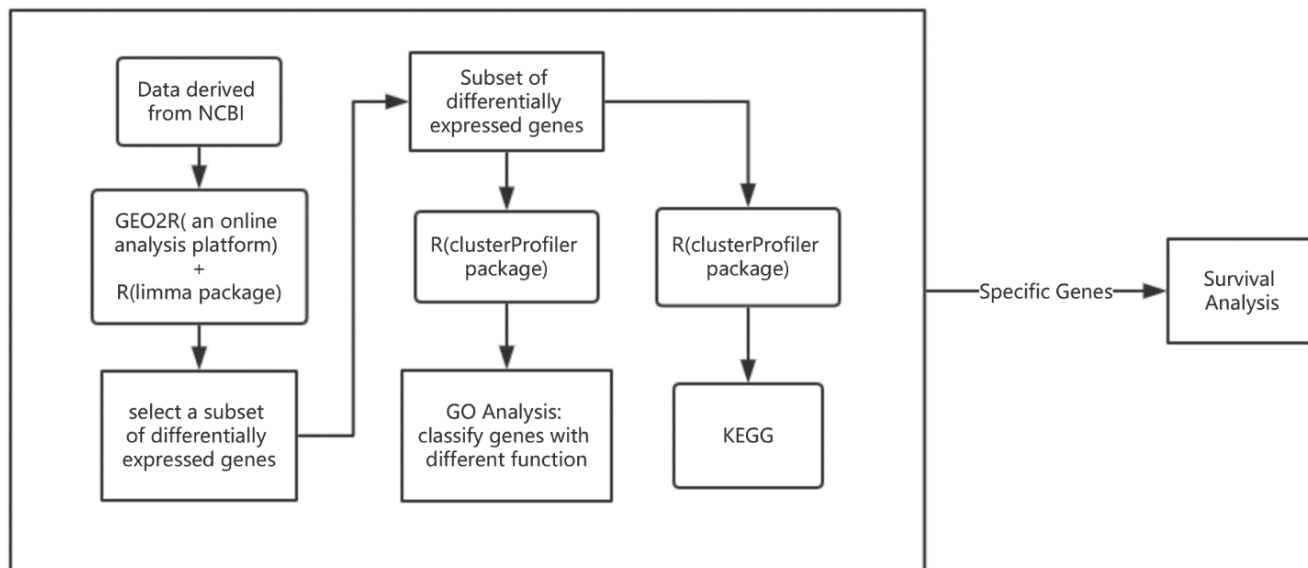 Data derived
from NCBI
GEO2R( an online
analysis platform)
+
R(limma package)
select a subset
of differentially
expressed genes
Subset of
differentially
expressed genes
R(clusterProfiler
package)
GO Analysis:
classify genes with
different function
R(clusterProfiler
package)
KEGG
Specific Genes
Survival
Analysis